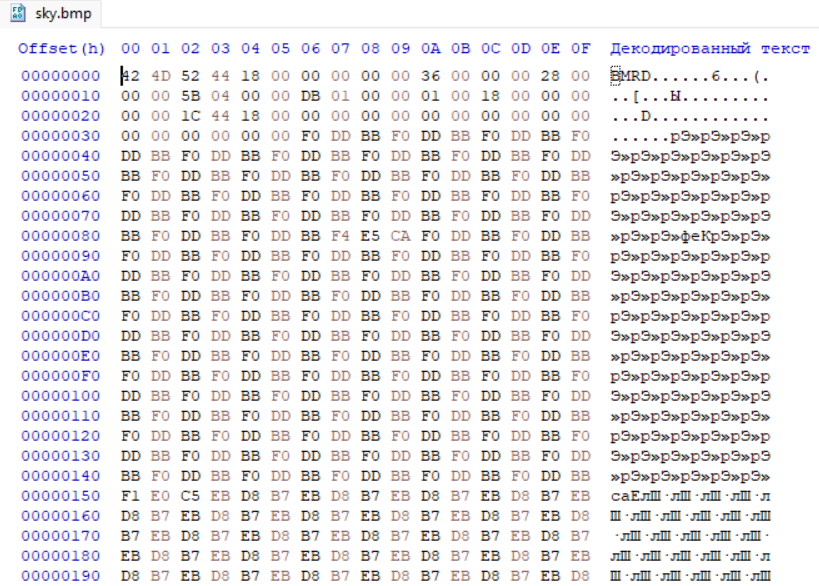 sky.bmp
Offset(h) 00 01 02 03 04 05 06 07 08 09 0A 0B 0C 0D 0E 0F Декодированный текст
00000000 42 4D 52 44 18 00 00 00 00 00 36 00 00 00 28 00 BMRD......6...(.
00000010 00 00 5B 04 00 00 DB 01 00 00 01 00 18 00 00 00 ..[...Ы.........
00000020 00 00 1C 44 18 00 00 00 00 00 00 00 00 00 00 00 ...D............
00000030 00 00 00 00 00 00 F0 DD BB F0 DD BB F0 DD BB F0 ......рЭ»рЭ»рЭ»р
00000040 DD BB F0 DD BB F0 DD BB F0 DD BB F0 DD BB F0 DD Э»рЭ»рЭ»рЭ»рЭ»рЭ
00000050 BB F0 DD BB F0 DD BB F0 DD BB F0 DD BB F0 DD BB »рЭ»рЭ»рЭ»рЭ»рЭ»
00000060 F0 DD BB F0 DD BB F0 DD BB F0 DD BB F0 DD BB F0 рЭ»рЭ»рЭ»рЭ»рЭ»р
00000070 DD BB F0 DD BB F0 DD BB F0 DD BB F0 DD BB F0 DD Э»рЭ»рЭ»рЭ»рЭ»рЭ
00000080 BB F0 DD BB F0 DD BB F4 E5 CA F0 DD BB F0 DD BB »рЭ»рЭ»феКрЭ»рЭ»
00000090 F0 DD BB F0 DD BB F0 DD BB F0 DD BB F0 DD BB F0 рЭ»рЭ»рЭ»рЭ»рЭ»р
000000A0 DD BB F0 DD BB F0 DD BB F0 DD BB F0 DD BB F0 DD Э»рЭ»рЭ»рЭ»рЭ»рЭ
000000B0 BB F0 DD BB F0 DD BB F0 DD BB F0 DD BB F0 DD BB »рЭ»рЭ»рЭ»рЭ»рЭ»
000000C0 F0 DD BB F0 DD BB F0 DD BB F0 DD BB F0 DD BB F0 рЭ»рЭ»рЭ»рЭ»рЭ»р
000000D0 DD BB F0 DD BB F0 DD BB F0 DD BB F0 DD BB F0 DD Э»рЭ»рЭ»рЭ»рЭ»рЭ
000000E0 BB F0 DD BB F0 DD BB F0 DD BB F0 DD BB F0 DD BB »рЭ»рЭ»рЭ»рЭ»рЭ»
000000F0 F0 DD BB F0 DD BB F0 DD BB F0 DD BB F0 DD BB F0 рЭ»рЭ»рЭ»рЭ»рЭ»р
00000100 DD BB F0 DD BB F0 DD BB F0 DD BB F0 DD BB F0 DD Э»рЭ»рЭ»рЭ»рЭ»рЭ
00000110 BB F0 DD BB F0 DD BB F0 DD BB F0 DD BB F0 DD BB »рЭ»рЭ»рЭ»рЭ»рЭ»
00000120 F0 DD BB F0 DD BB F0 DD BB F0 DD BB F0 DD BB F0 рЭ»рЭ»рЭ»рЭ»рЭ»р
00000130 DD BB F0 DD BB F0 DD BB F0 DD BB F0 DD BB F0 DD Э»рЭ»рЭ»рЭ»рЭ»рЭ
00000140 BB F0 DD BB F0 DD BB F0 DD BB F0 DD BB F0 DD BB »рЭ»рЭ»рЭ»рЭ»рЭ»
00000150 F1 E0 C5 EB D8 B7 EB D8 B7 EB D8 B7 EB D8 B7 EB саЕлШ·лШ·лШ·лШ·л
00000160 D8 B7 EB D8 B7 EB D8 B7 EB D8 B7 EB D8 B7 EB D8 Ш·лШ·лШ·лШ·лШ·лШ
00000170 B7 EB D8 B7 EB D8 B7 EB D8 B7 EB D8 B7 EB D8 B7 ·лШ·лШ·лШ·лШ·лШ·
00000180 EB D8 B7 EB D8 B7 EB D8 B7 EB D8 B7 EB D8 B7 EB лШ·лШ·лШ·лШ·лШ·л
00000190 D8 B7 EB D8 B7 EB D8 B7 EB D8 B7 EB D8 B7 EB D8 Ш·лШ·лШ·лШ·лШ·лШ